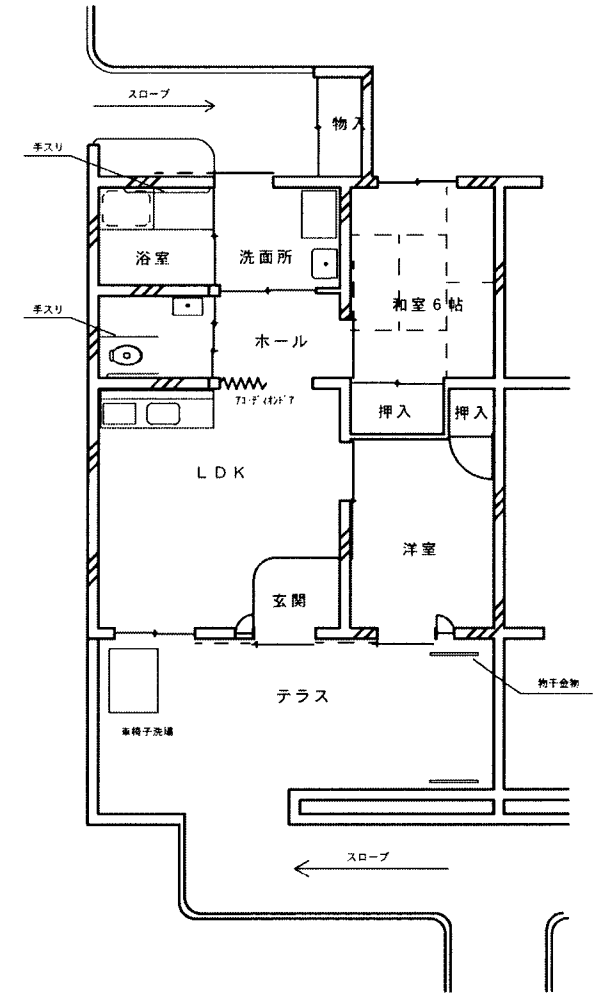 スロープ
物入
手スリ
浴室
洗面所
手スリ
和室6帖
ホール
アコーディオンドア
押入
押入
LDK
洋室
玄関
テラス
物干金物
車椅子洗場
スロープ